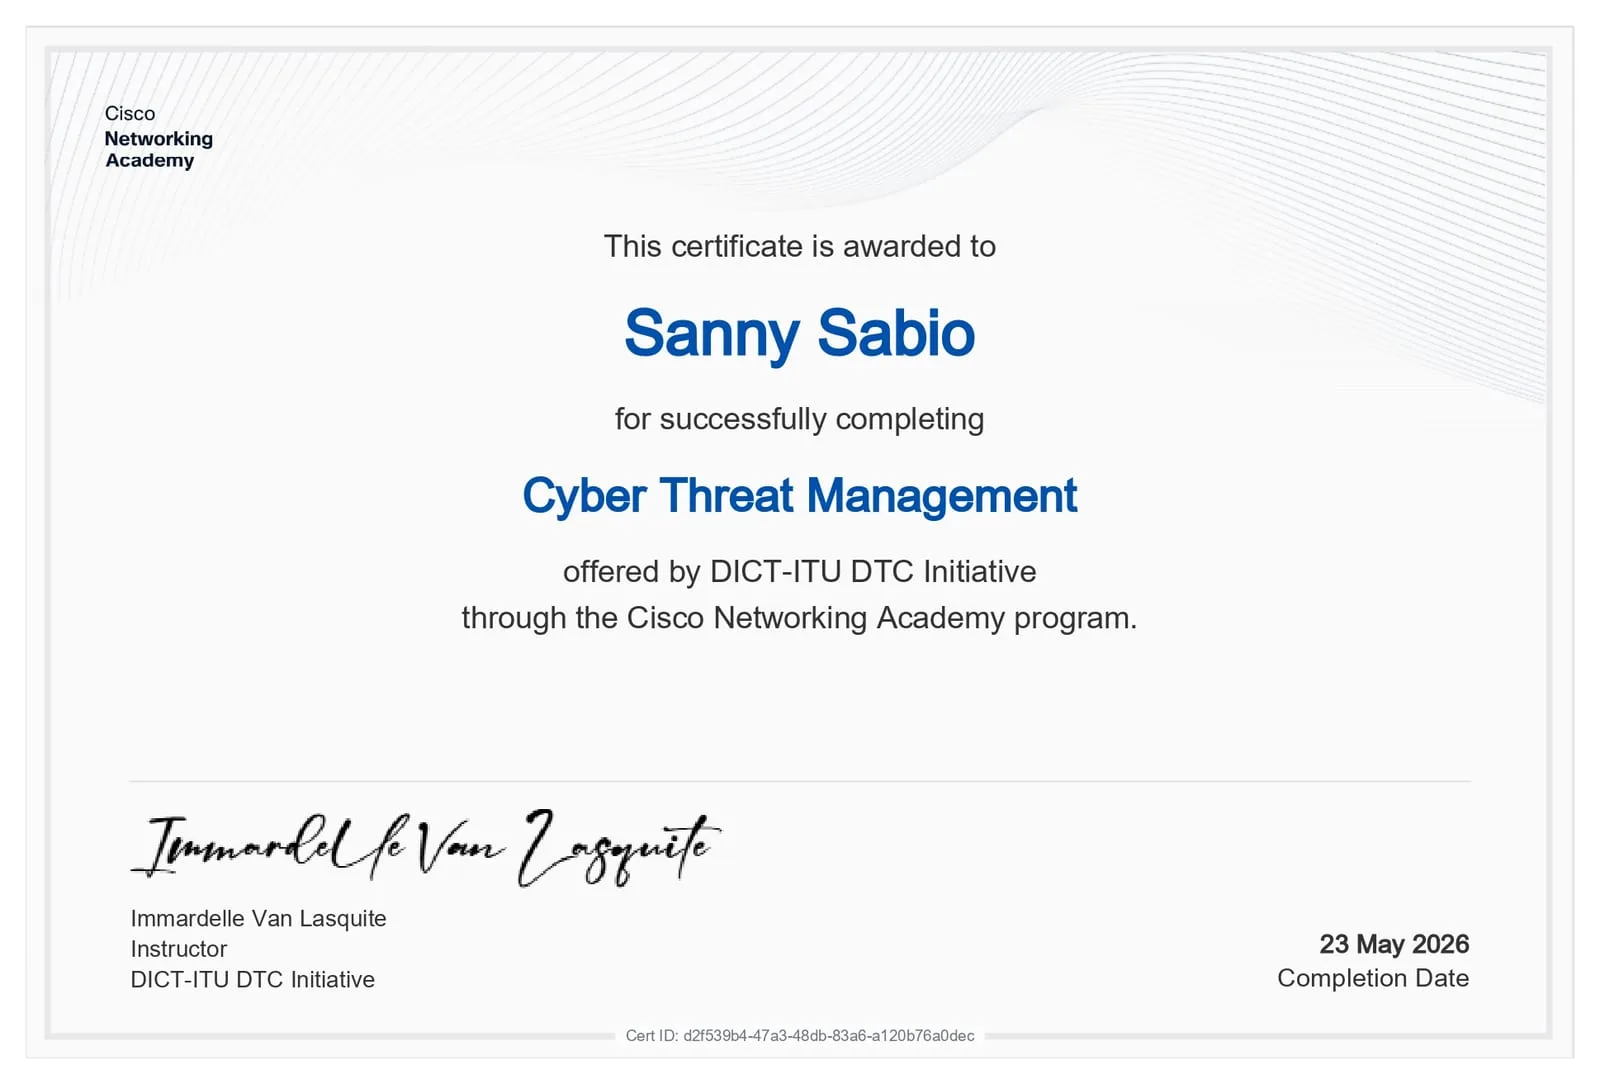 Cisco
Networking
Academy
This certificate is awarded to
Sanny Sabio
for successfully completing
Cyber Threat Management
offered by DICT-ITU DTC Initiative
through the Cisco Networking Academy program.
Immardelle Van Lasquite
Immardelle Van Lasquite
Instructor
DICT-ITU DTC Initiative
23 May 2026
Completion Date
Cert ID: d2f539b4-47a3-48db-83a6-a120b76a0dec